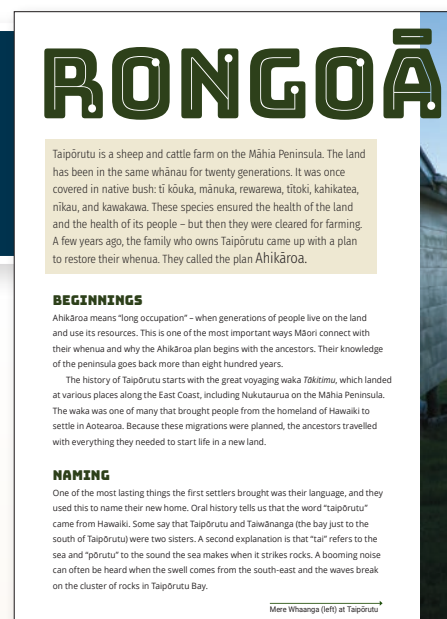 RONGOĀ
Taipōrutu is a sheep and cattle farm on the Māhia Peninsula. The land
has been in the same whānau for twenty generations. It was once
covered in native bush: tī kōuka, mānuka, rewarewa, tītoki, kahikatea,
nīkau, and kawakawa. These species ensured the health of the land
and the health of its people – but then they were cleared for farming.
A few years ago, the family who owns Taipōrutu came up with a plan
to restore their whenua. They called the plan Ahikāroa.
BEGINNINGS
Ahikāroa means “long occupation” – when generations of people live on the land
and use its resources. This is one of the most important ways Māori connect with
their whenua and why the Ahikāroa plan begins with the ancestors. Their knowledge
of the peninsula goes back more than eight hundred years.
The history of Taipōrutu starts with the great voyaging waka Tākitimu, which landed
at various places along the East Coast, including Nukutaurua on the Māhia Peninsula.
The waka was one of many that brought people from the homeland of Hawaiki to
settle in Aotearoa. Because these migrations were planned, the ancestors travelled
with everything they needed to start life in a new land.
NAMING
One of the most lasting things the first settlers brought was their language, and they
used this to name their new home. Oral history tells us that the word “taipōrutu”
came from Hawaiki. Some say that Taipōrutu and Taiwānanga (the bay just to the
south of Taipōrutu) were two sisters. A second explanation is that “tai” refers to the
sea and “pōrutu” to the sound the sea makes when it strikes rocks. A booming noise
can often be heard when the swell comes from the south-east and the waves break
on the cluster of rocks in Taipōrutu Bay.
Mere Whaanga (left) at Taipōrutu